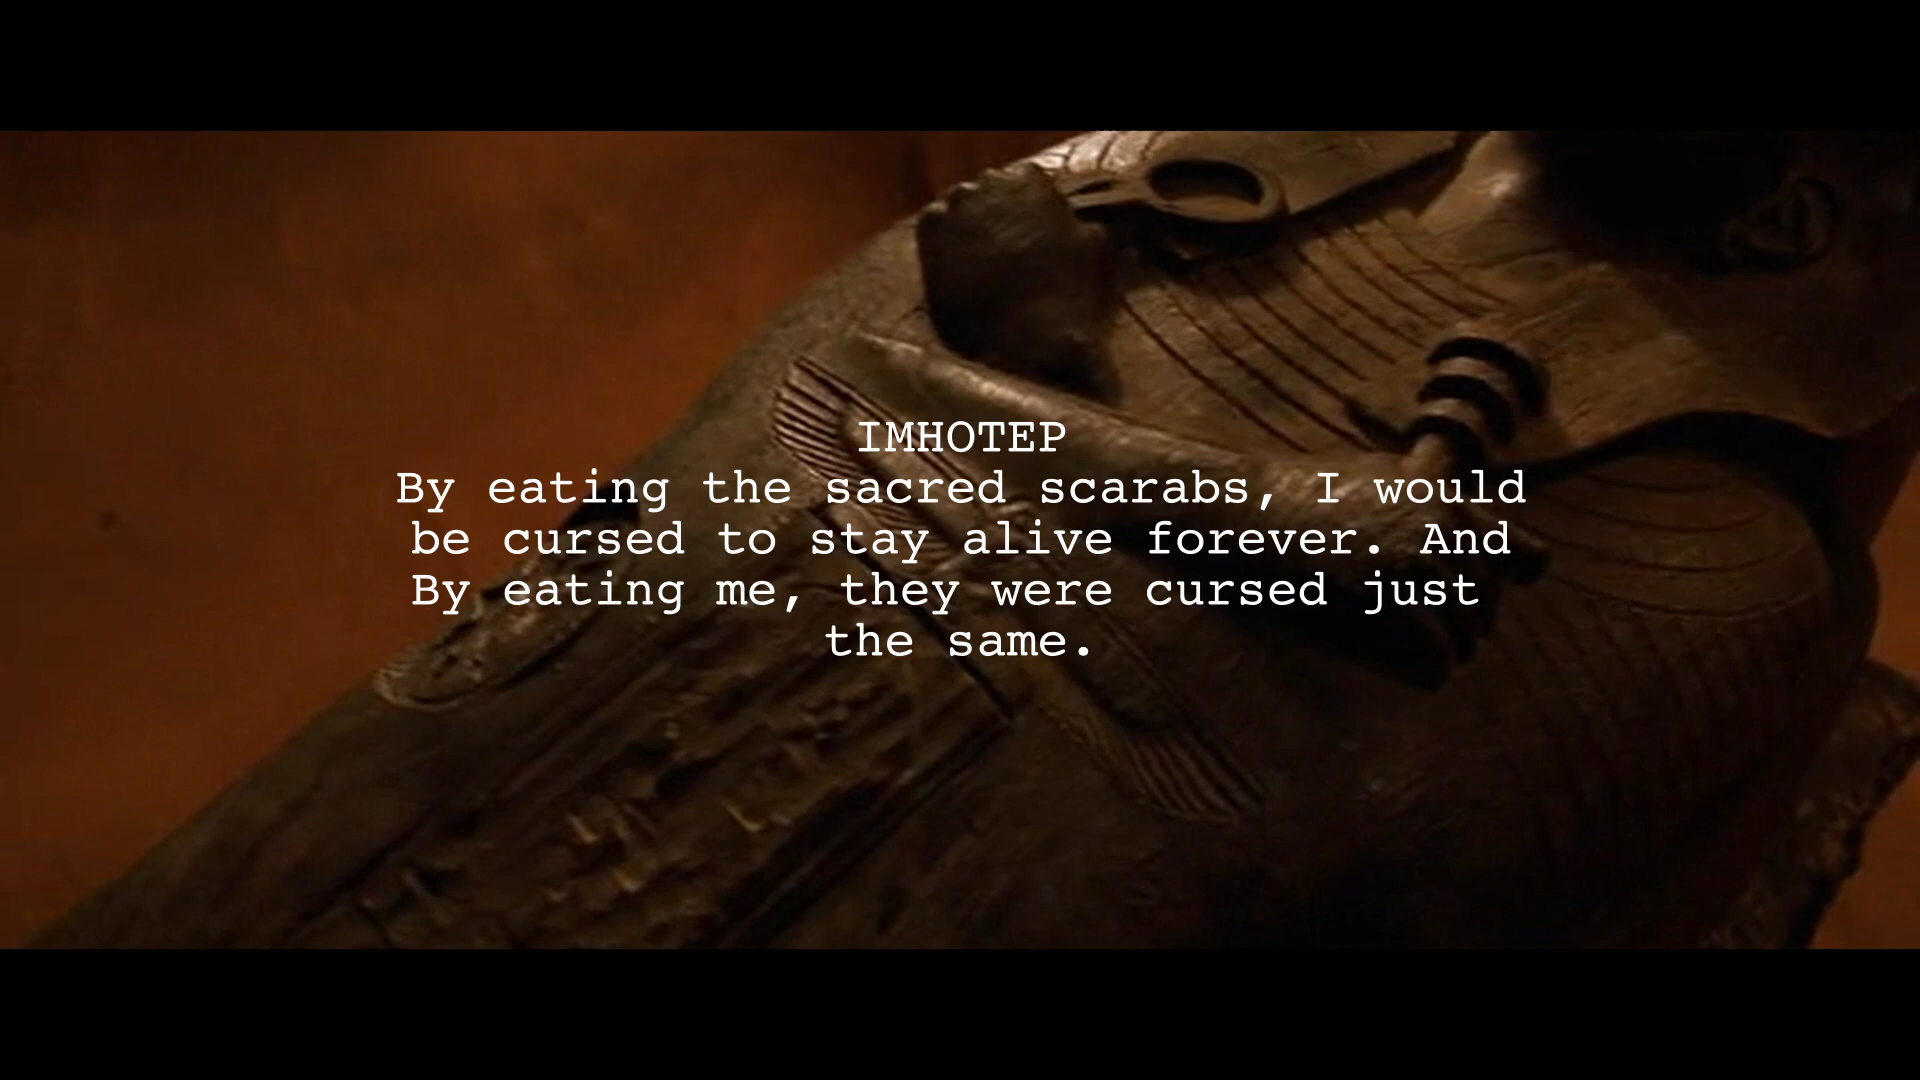 IMHOTEP
By eating the sacred scarabs, I would
be cursed to stay alive forever. And
By eating me, they were cursed just
the same.